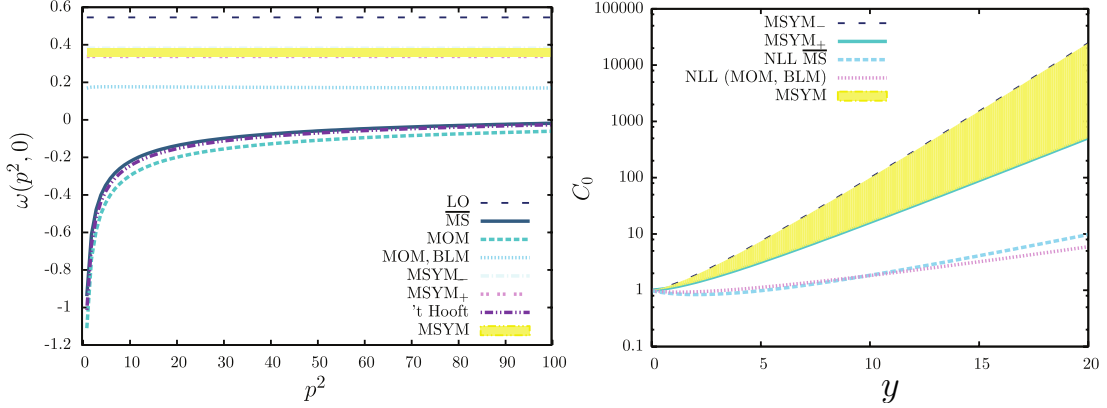 0.6
0.4
0.2
0
-0.2
-0.4
-0.6
-0.8
-1
-1.2
ω(p², 0)
LO
M̅S̅
MOM
MOM, BLM
MSYM₋
MSYM₊
't Hooft
MSYM
0 10 20 30 40 50 60 70 80 90 100
p²
100000
10000
1000
100
10
1
0.1
C₀
MSYM₋
MSYM₊
NLL M̅S̅
NLL (MOM, BLM)
MSYM
0 5 10 15 20
y